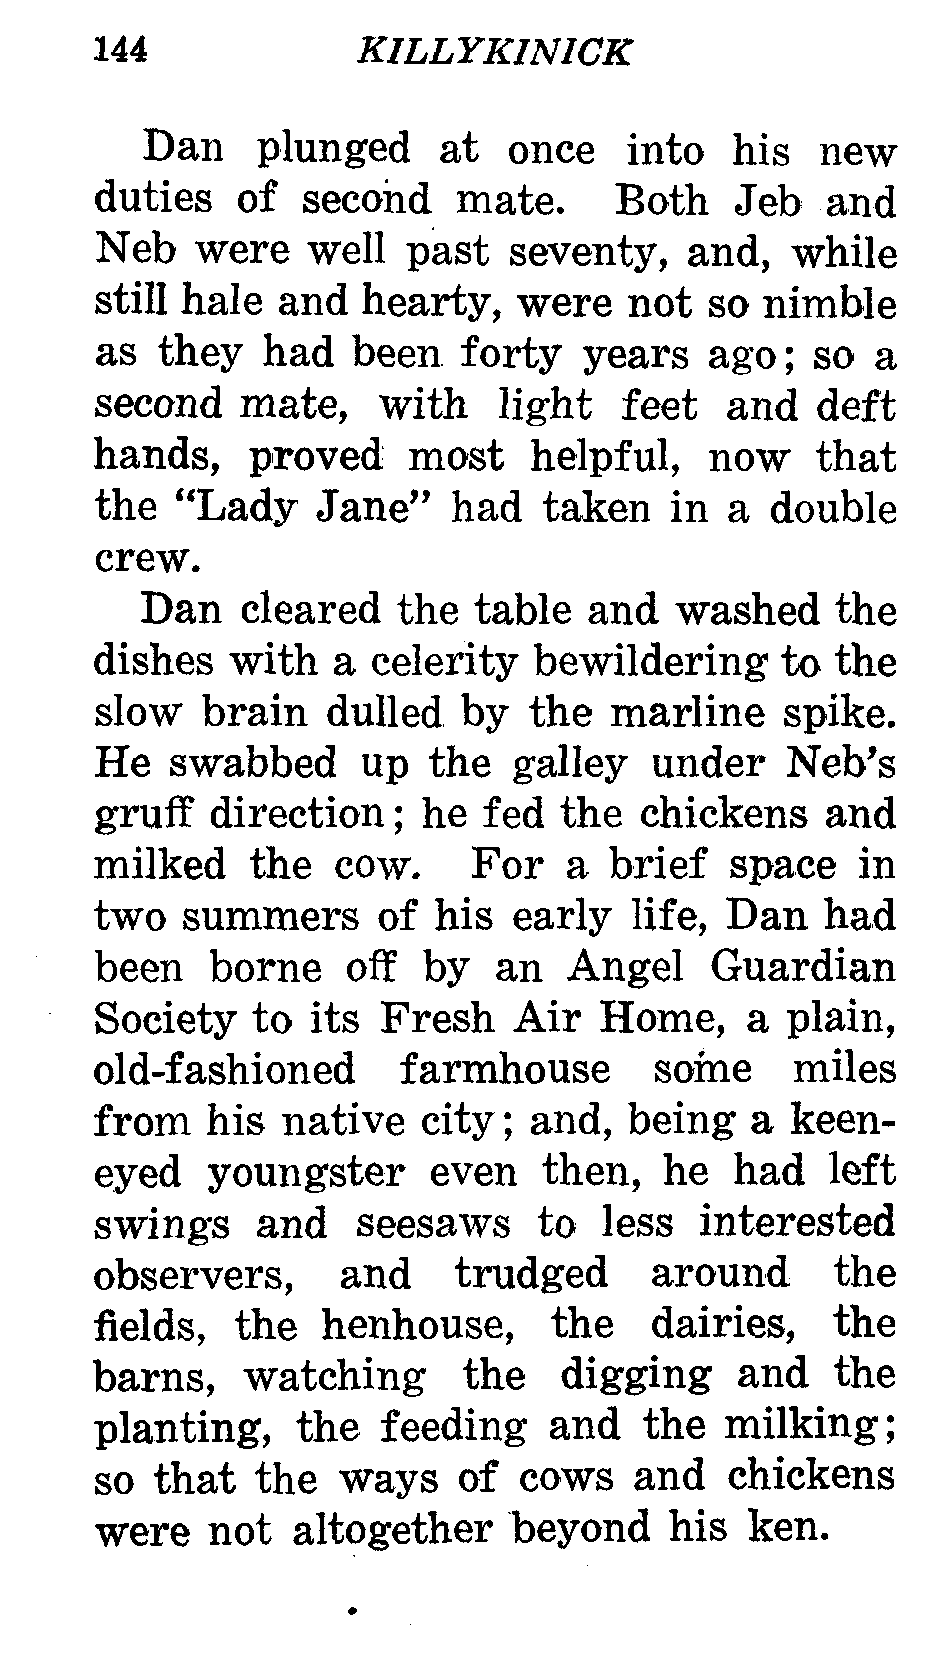 144 KILLYKINICK
Dan plunged at once into his new
duties of second mate. Both Jeb and
Neb were well past seventy, and, while
still hale and hearty, were not so nimble
as they had been forty years ago; so a
second mate, with light feet and deft
hands, proved most helpful, now that
the “Lady Jane” had taken in a double
crew.
Dan cleared the table and washed the
dishes with a celerity bewildering to the
slow brain dulled by the marline spike.
He swabbed up the galley under Neb’s
gruff direction; he fed the chickens and
milked the cow. For a brief space in
two summers of his early life, Dan had
been borne off by an Angel Guardian
Society to its Fresh Air Home, a plain,
old-fashioned farmhouse some miles
from his native city; and, being a keen-
eyed youngster even then, he had left
swings and seesaws to less interested
observers, and trudged around the
fields, the henhouse, the dairies, the
barns, watching the digging and the
planting, the feeding and the milking;
so that the ways of cows and chickens
were not altogether beyond his ken.